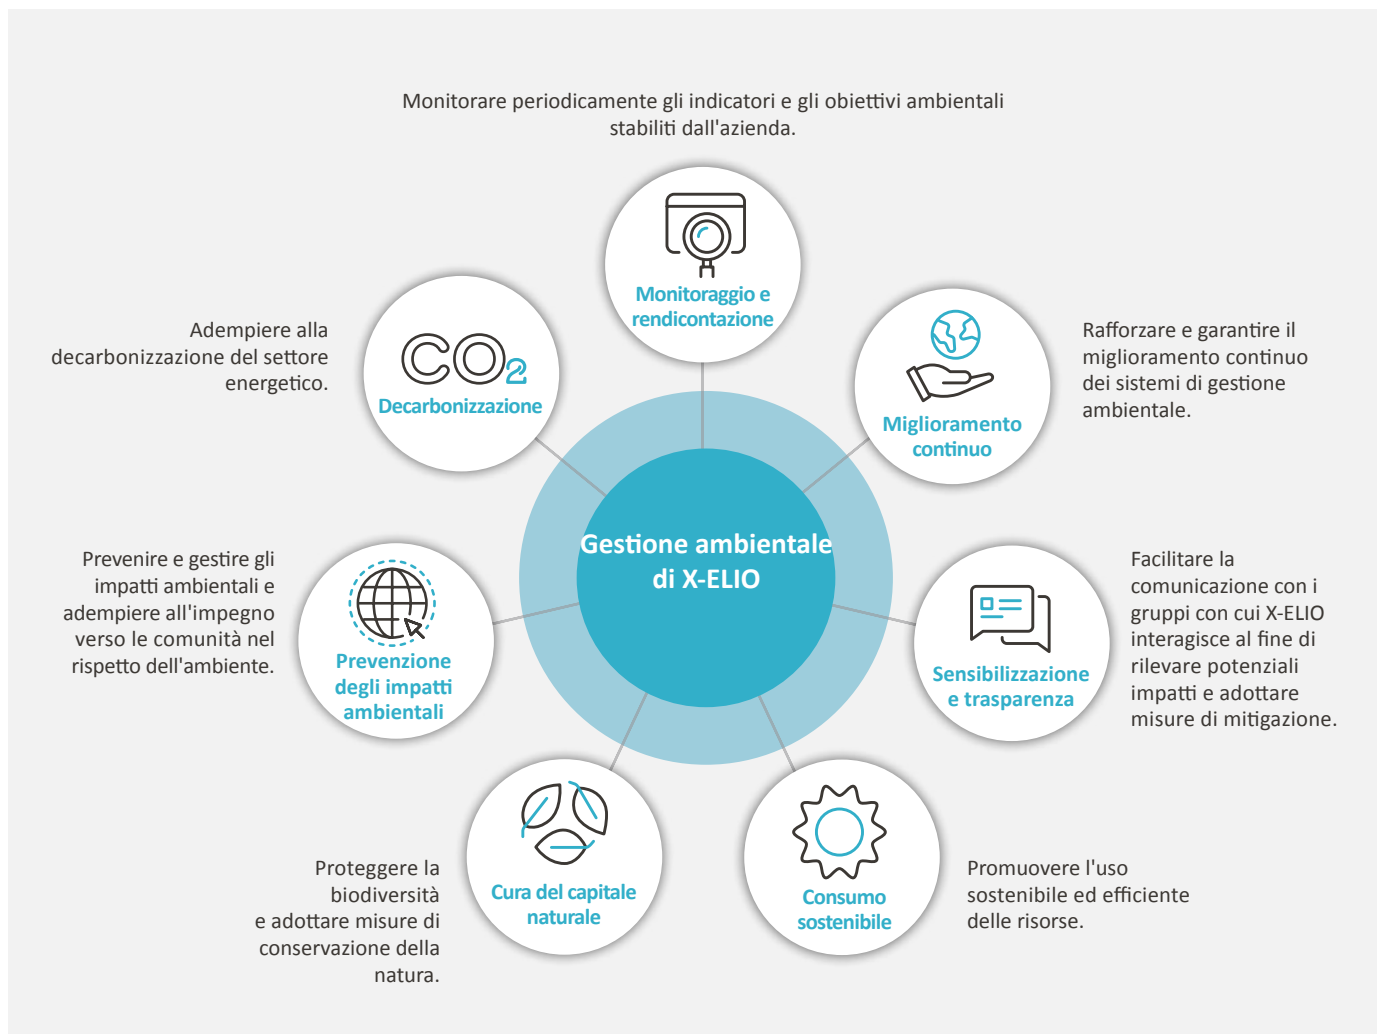 Monitorare periodicamente gli indicatori e gli obiettivi ambientali
stabiliti dall'azienda.
Monitoraggio e
rendicontazione
Adempiere alla
decarbonizzazione del settore
energetico.
CO2
Decarbonizzazione
Miglioramento
continuo
Rafforzare e garantire il
miglioramento continuo
dei sistemi di gestione
ambientale.
Gestione ambientale
di X-ELIO
Prevenire e gestire gli
impatti ambientali e
adempiere all'impegno
verso le comunità nel
rispetto dell'ambiente.
Prevenzione
degli impatti
ambientali
Sensibilizzazione
e trasparenza
Facilitare la
comunicazione con i
gruppi con cui X-ELIO
interagisce al fine di
rilevare potenziali
impatti e adottare
misure di mitigazione.
Proteggere la
biodiversità
e adottare misure di
conservazione della
natura.
Cura del capitale
naturale
Consumo
sostenibile
Promuovere l'uso
sostenibile ed efficiente
delle risorse.